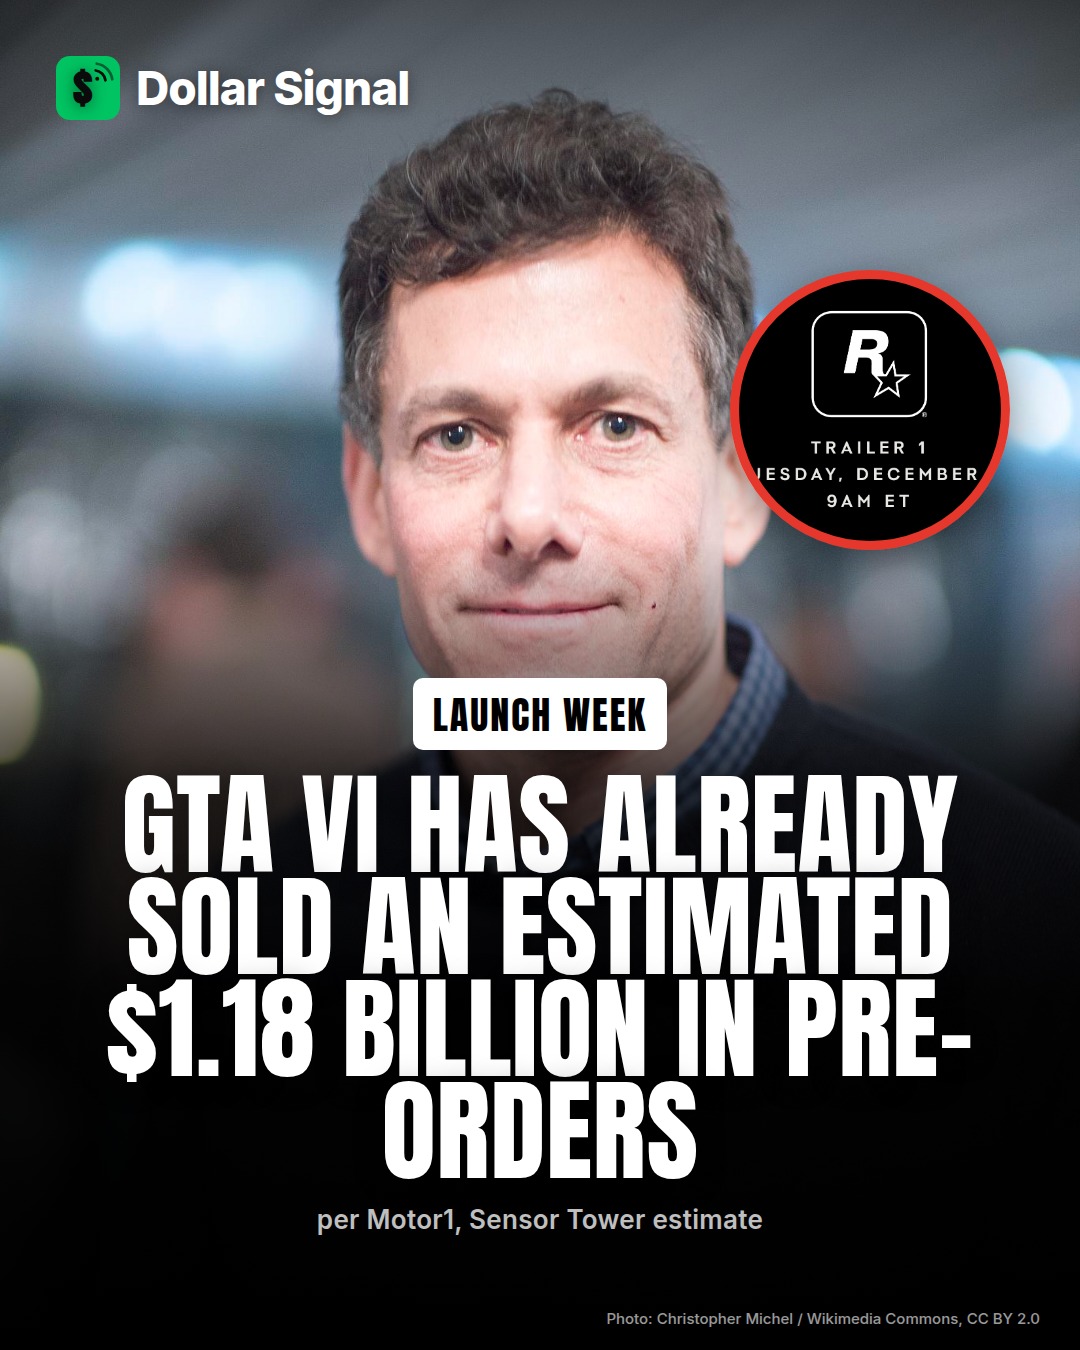 Dollar Signal
R
TRAILER 1
UESDAY, DECEMBER
9AM ET
LAUNCH WEEK
GTA VI HAS ALREADY
SOLD AN ESTIMATED
$1.18 BILLION IN PRE-
ORDERS
per Motor1, Sensor Tower estimate
Photo: Christopher Michel / Wikimedia Commons, CC BY 2.0